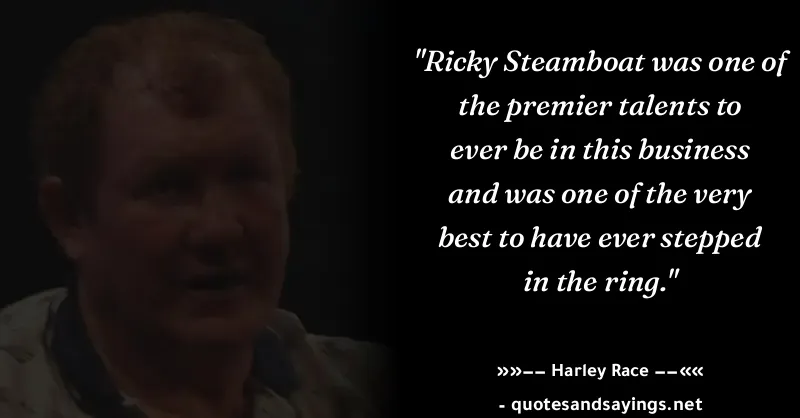 "Ricky Steamboat was one of
the premier talents to
ever be in this business
and was one of the very
best to have ever stepped
in the ring."
»»−− Harley Race −−««
- quotesandsayings.net